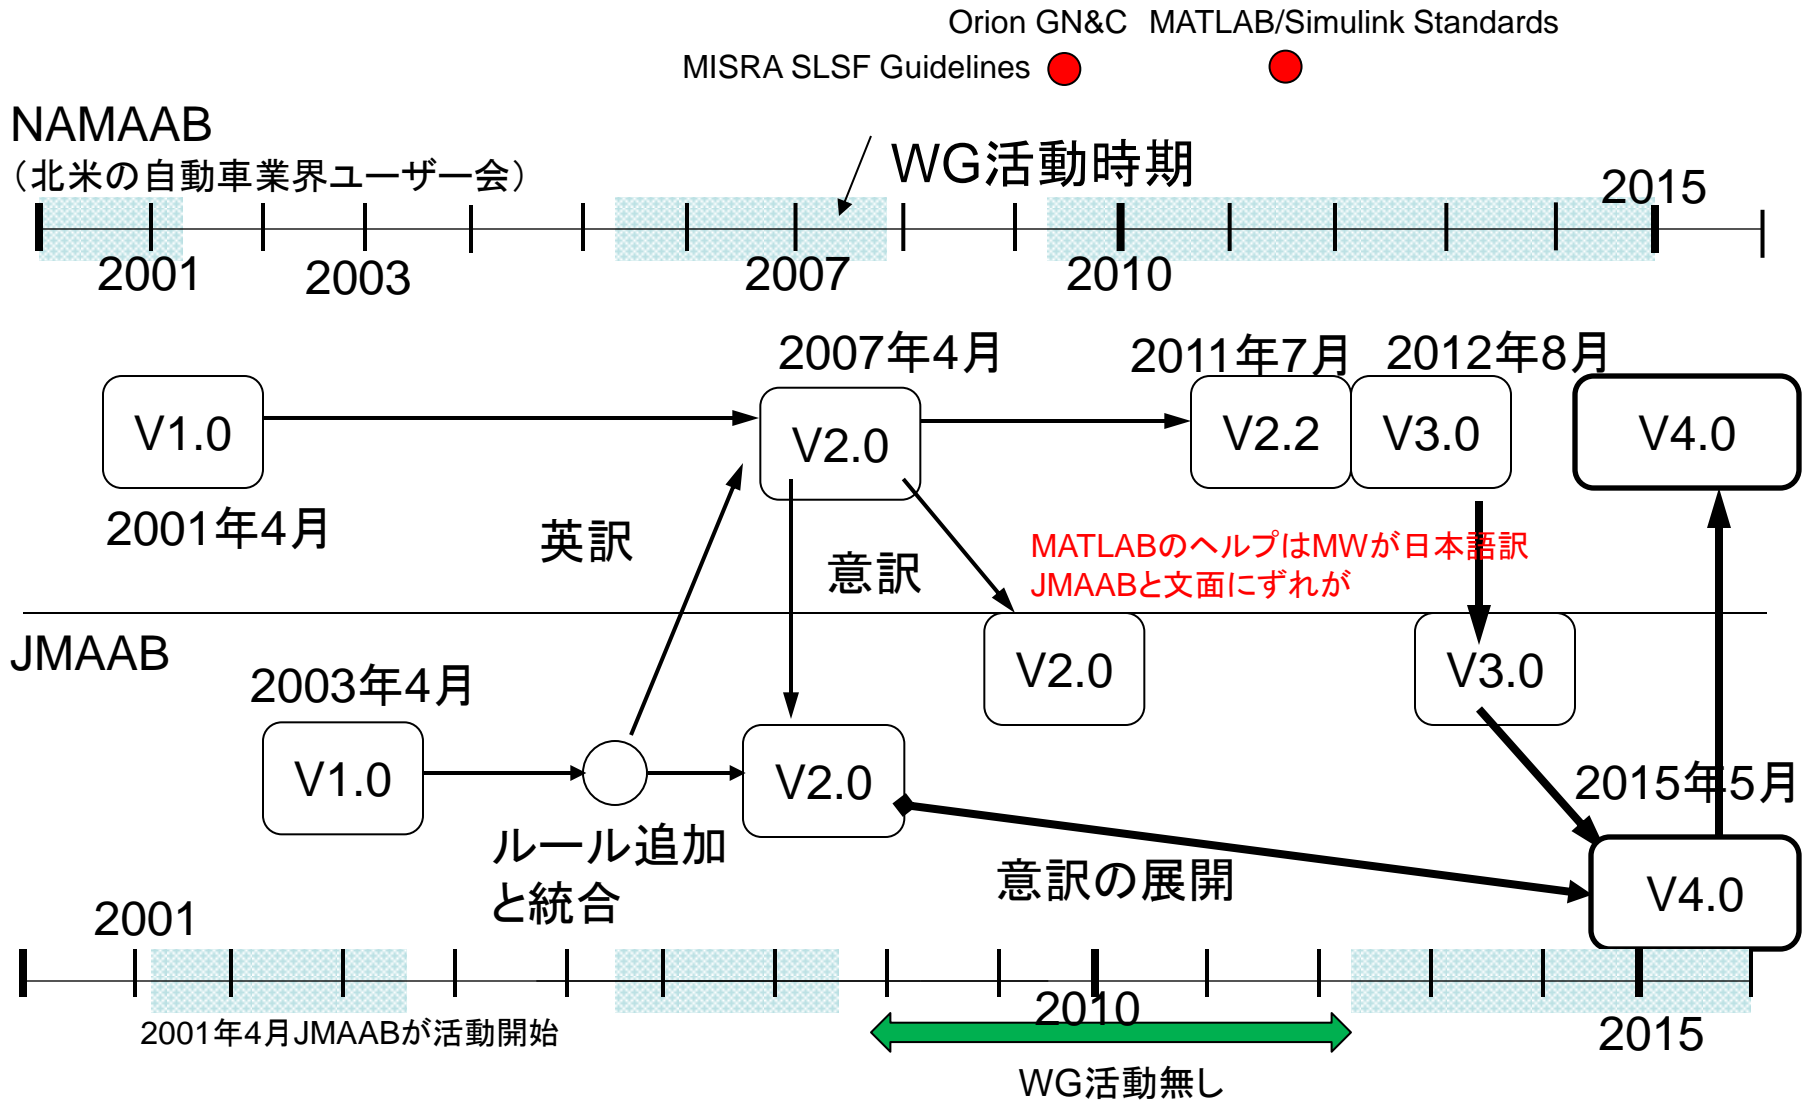 Orion GN&C MATLAB/Simulink Standards
MISRA SLSF Guidelines
NAMAAB
（北米の自動車業界ユーザー会）
WG活動時期
2015
2001
2003
2007
2010
2007年4月
2011年7月
2012年8月
V1.0
V2.0
V2.2
V3.0
V4.0
2001年4月
英訳
意訳
MATLABのヘルプはMWが日本語訳
JMAABと文面にずれが
JMAAB
2003年4月
V2.0
V3.0
V1.0
V2.0
2015年5月
ルール追加
と統合
意訳の展開
V4.0
2001
2010
2015
2001年4月JMAABが活動開始
WG活動無し